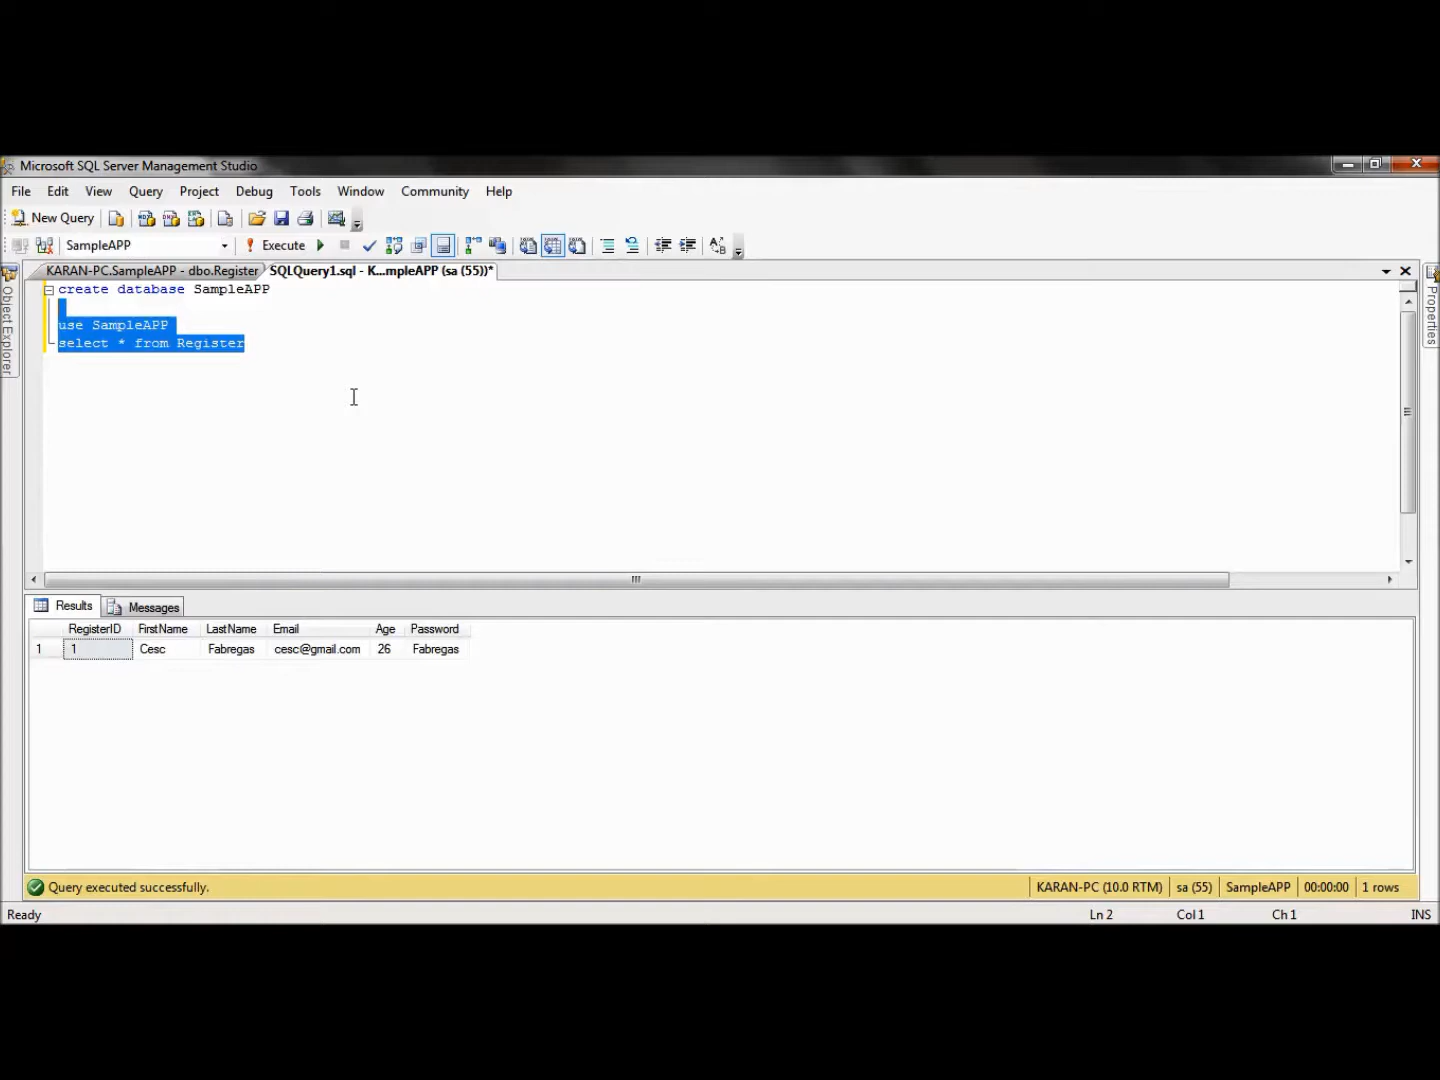 Microsoft SQL Server Management Studio
File Edit View Query Project Debug Tools Window Community Help
New Query
SampleAPP Execute
KARAN-PC.SampleAPP - dbo.Register SQLQuery1.sql - K...mpleAPP (sa (55))*
Object Explorer
Properties
create database SampleAPP
use SampleAPP
select * from Register
Results Messages
RegisterID FirstName LastName Email Age Password
1 1 Cesc Fabregas cesc@gmail.com 26 Fabregas
Query executed successfully. KARAN-PC (10.0 RTM) sa (55) SampleAPP 00:00:00 1 rows
Ready Ln 2 Col 1 Ch 1 INS